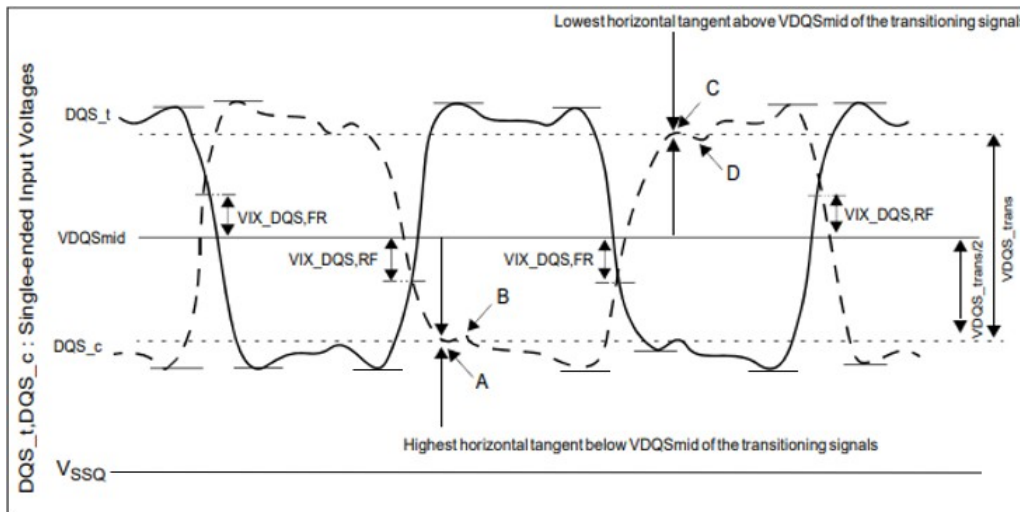 Lowest horizontal tangent above VDQSmid of the transitioning signals
DQS_t,DQS_c : Single-ended Input Voltages
DQS_t
C
D
VIX_DQS,FR
VIX_DQS,RF
VDQS_trans
VDQSmid
VIX_DQS,RF
VIX_DQS,FR
VDQS_trans/2
B
DQS_c
A
Highest horizontal tangent below VDQSmid of the transitioning signals
VSSQ